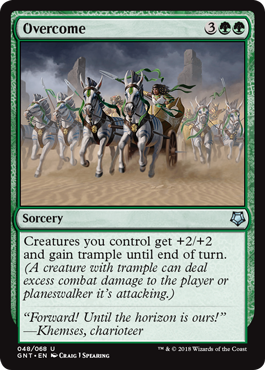 Overcome 3
Sorcery
Creatures you control get +2/+2
and gain trample until end of turn.
(A creature with trample can deal
excess combat damage to the
player or
planeswalker it's attacking.)
"Forward! Until the horizon is ours!"
—Khemses, charioteer
048/068 U
GNT • EN Craig J Spearing
™ & © 2018 Wizards of the Coast